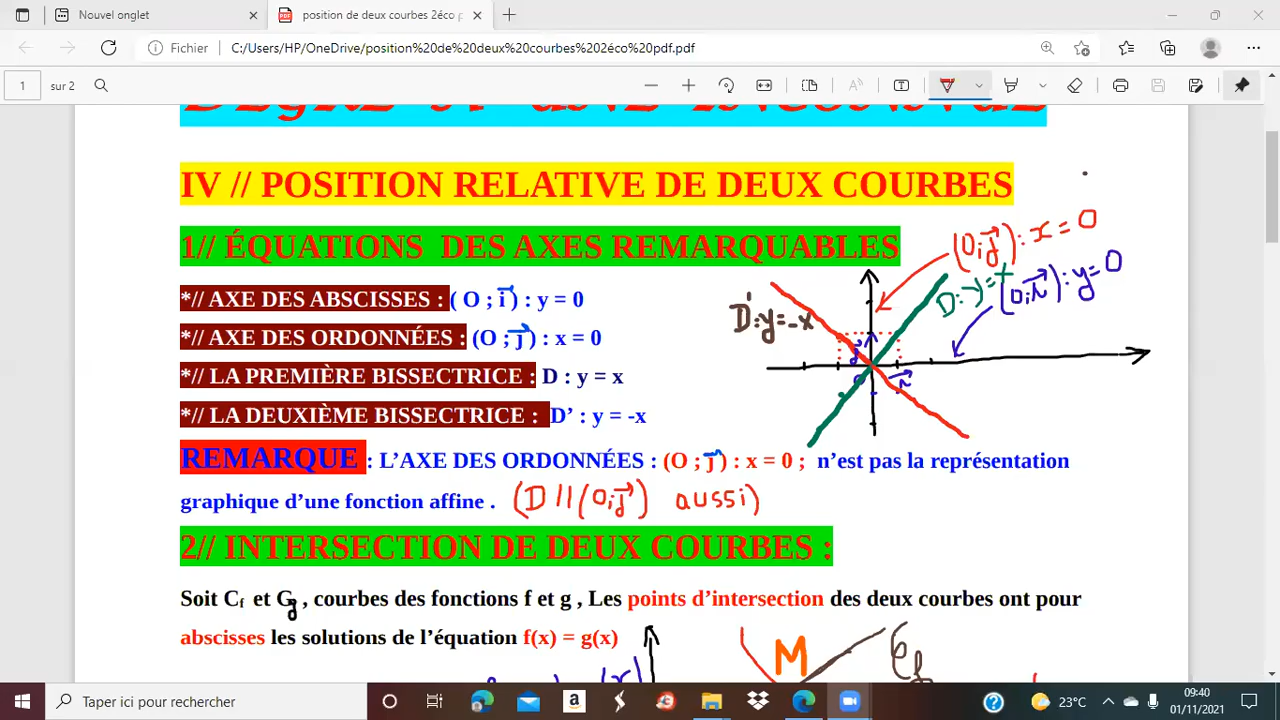 Nouvel onglet
position de deux courbes 2éco p
Fichier
C:/Users/HP/OneDrive/position%20de%20deux%20courbes%202éco%20pdf.pdf
1 sur 2
IV // POSITION RELATIVE DE DEUX COURBES
1// ÉQUATIONS DES AXES REMARQUABLES
(O;j) : x = 0
*// AXE DES ABSCISSES : ( O ; i ) : y = 0
(O;i) : y = 0
D : y = x
D' : y = -x
*// AXE DES ORDONNÉES : (O ; j ) : x = 0
*// LA PREMIÈRE BISSECTRICE : D : y = x
*// LA DEUXIÈME BISSECTRICE : D’ : y = -x
REMARQUE : L’AXE DES ORDONNÉES : (O ; j ) : x = 0 ; n’est pas la représentation
graphique d’une fonction affine . (D // (O;j) aussi)
2// INTERSECTION DE DEUX COURBES :
Soit Cf et Cg , courbes des fonctions f et g , Les points d’intersection des deux courbes ont pour
abscisses les solutions de l’équation f(x) = g(x)
M
Cf
Taper ici pour rechercher
23°C
09:40
01/11/2021